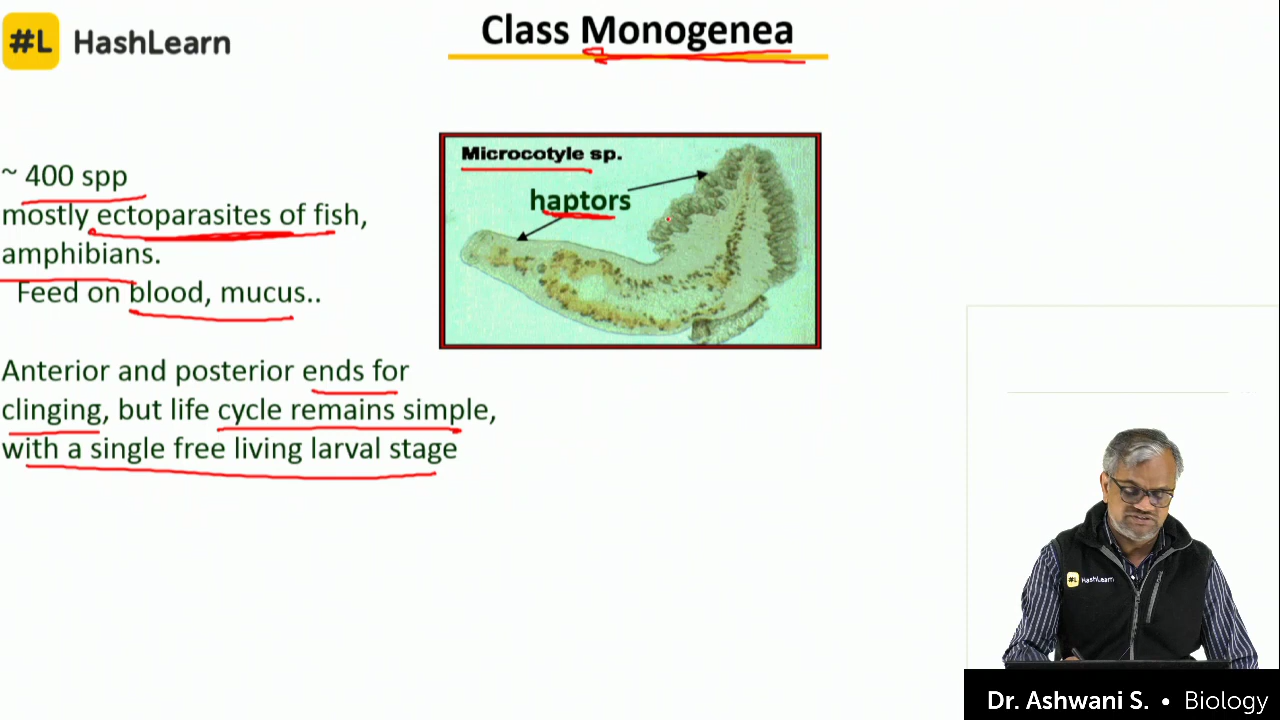 #L HashLearn
Class Monogenea
~ 400 spp
mostly ectoparasites of fish,
amphibians.
Feed on blood, mucus..
Anterior and posterior ends for
clinging, but life cycle remains simple,
with a single free living larval stage
Microcotyle sp.
haptors
#L HashLearn
Dr. Ashwani S. • Biology